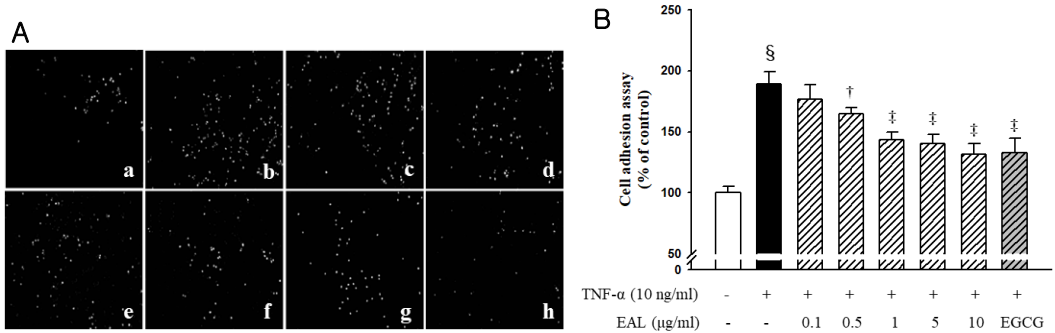 A
a
b
c
d
e
f
g
h
B
Cell adhesion assay
(% of control)
250
200
150
100
50
0
§
†
‡
‡
‡
‡
TNF-α (10 ng/ml) - + + + + + + +
EAL (µg/ml) - - 0.1 0.5 1 5 10 EGCG